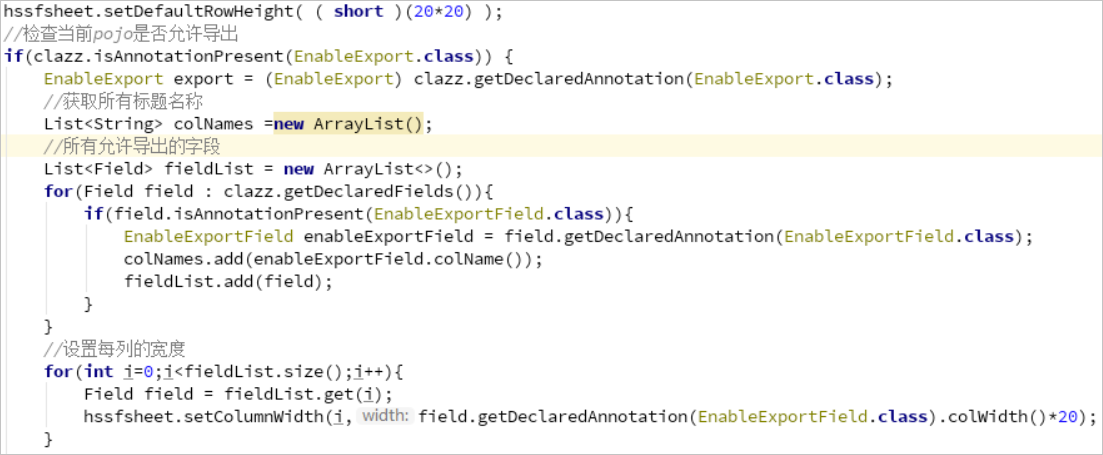 hssfsheet.setDefaultRowHeight( ( short )(20*20) );
//检查当前pojo是否允许导出
if(clazz.isAnnotationPresent(EnableExport.class)) {
EnableExport export = (EnableExport) clazz.getDeclaredAnnotation(EnableExport.class);
//获取所有标题名称
List<String> colNames =new ArrayList();
//所有允许导出的字段
List<Field> fieldList = new ArrayList<>();
for(Field field : clazz.getDeclaredFields()){
if(field.isAnnotationPresent(EnableExportField.class)){
EnableExportField enableExportField = field.getDeclaredAnnotation(EnableExportField.class);
colNames.add(enableExportField.colName());
fieldList.add(field);
}
}
//设置每列的宽度
for(int i=0;i<fieldList.size();i++){
Field field = fieldList.get(i);
hssfsheet.setColumnWidth(i, width: field.getDeclaredAnnotation(EnableExportField.class).colWidth()*20);
}